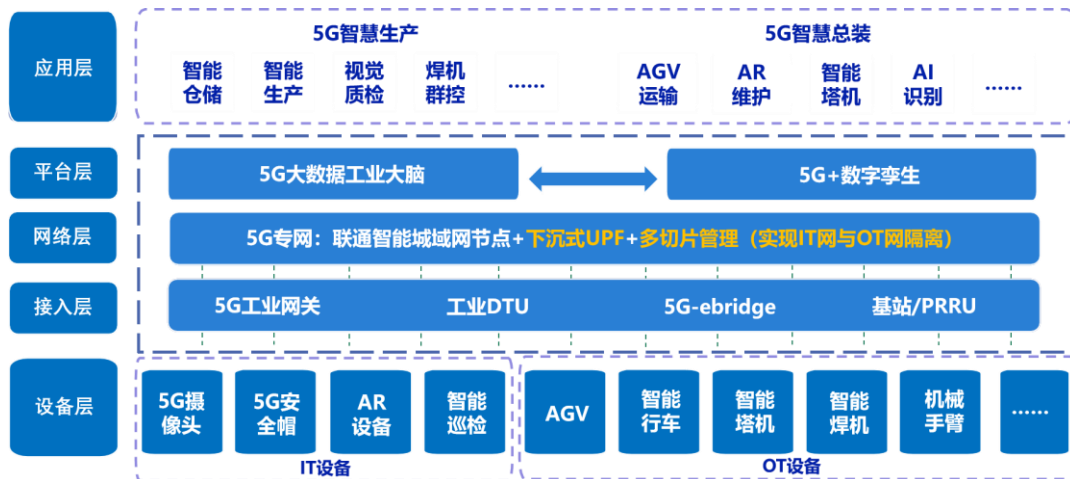 应用层
5G智慧生产
5G智慧总装
智能
仓储
智能
生产
视觉
质检
焊机
群控
……
AGV
运输
AR
维护
智能
塔机
AI
识别
……
平台层
5G大数据工业大脑
5G+数字孪生
网络层
5G专网：联通智能城域网节点+下沉式UPF+多切片管理（实现IT网与OT网隔离）
接入层
5G工业网关
工业DTU
5G-ebridge
基站/PRRU
设备层
5G摄
像头
5G安
全帽
AR
设备
智能
巡检
AGV
智能
行车
智能
塔机
智能
焊机
机械
手臂
……
IT设备
OT设备